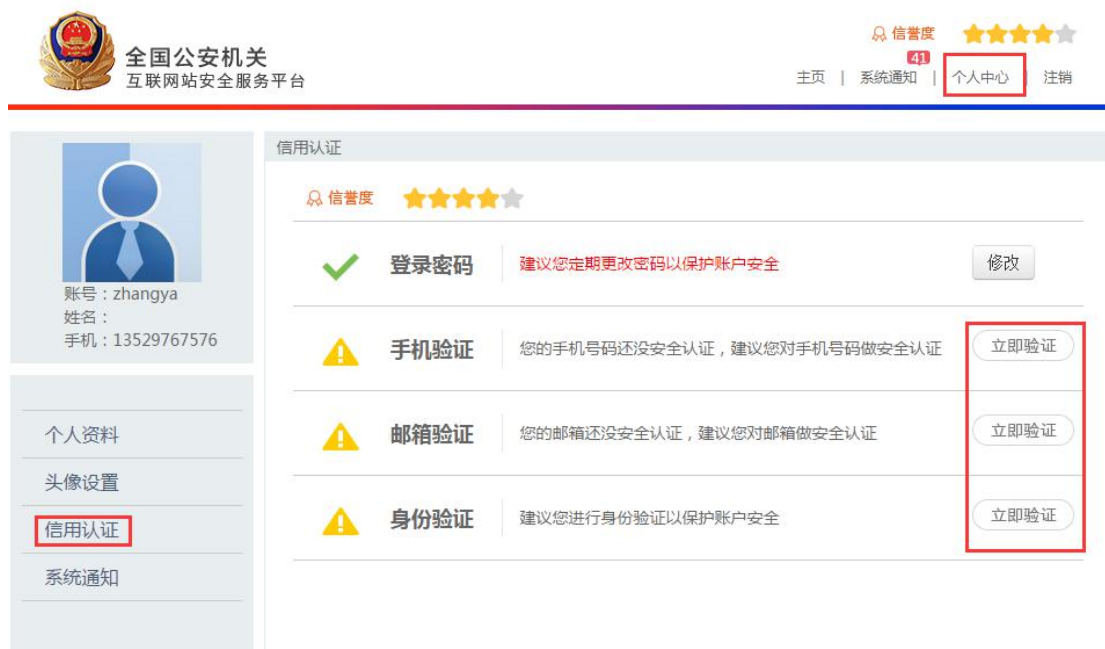 全国公安机关
互联网站安全服务平台
信誉度
41
主页 | 系统通知 | 个人中心 | 注销
账号：zhangya
姓名：
手机：13529767576
个人资料
头像设置
信用认证
系统通知
信用认证
信誉度
登录密码 建议您定期更改密码以保护账户安全 修改
手机验证 您的手机号码还没安全认证，建议您对手机号码做安全认证 立即验证
邮箱验证 您的邮箱还没安全认证，建议您对邮箱做安全认证 立即验证
身份验证 建议您进行身份验证以保护账户安全 立即验证